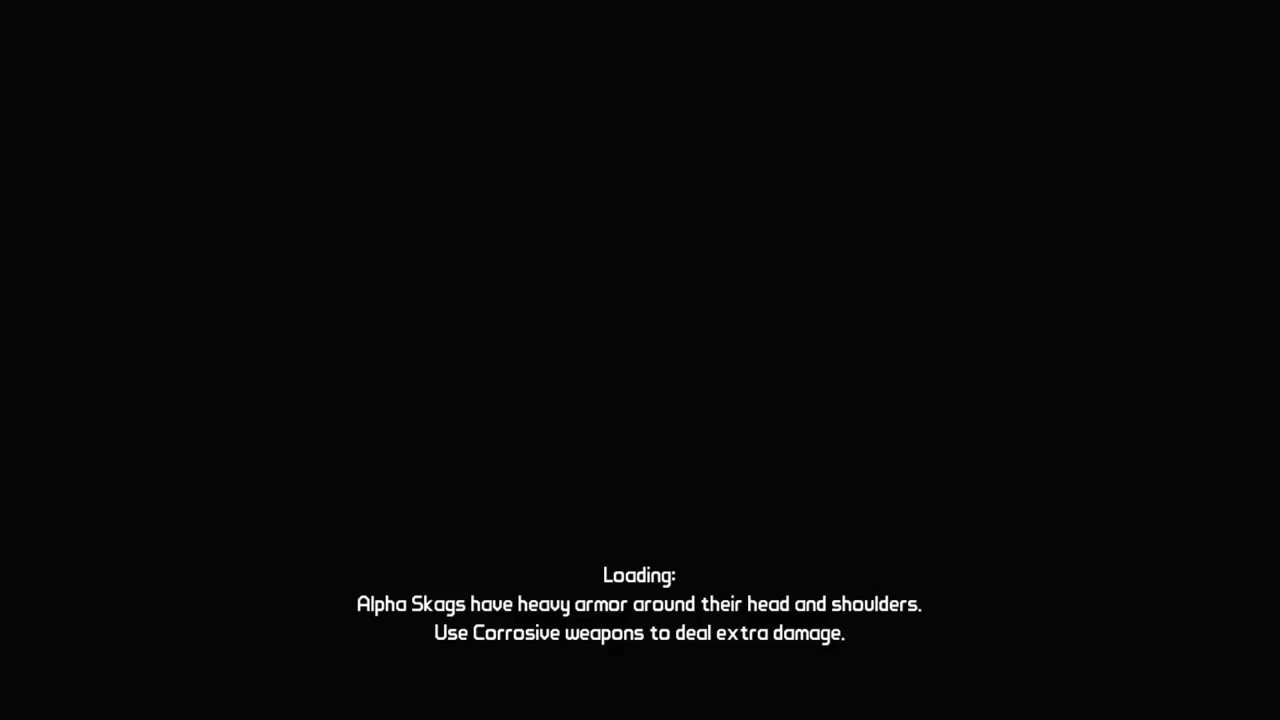 Loading:
Alpha Skags have heavy armor around their head and shoulders.
Use Corrosive weapons to deal extra damage.